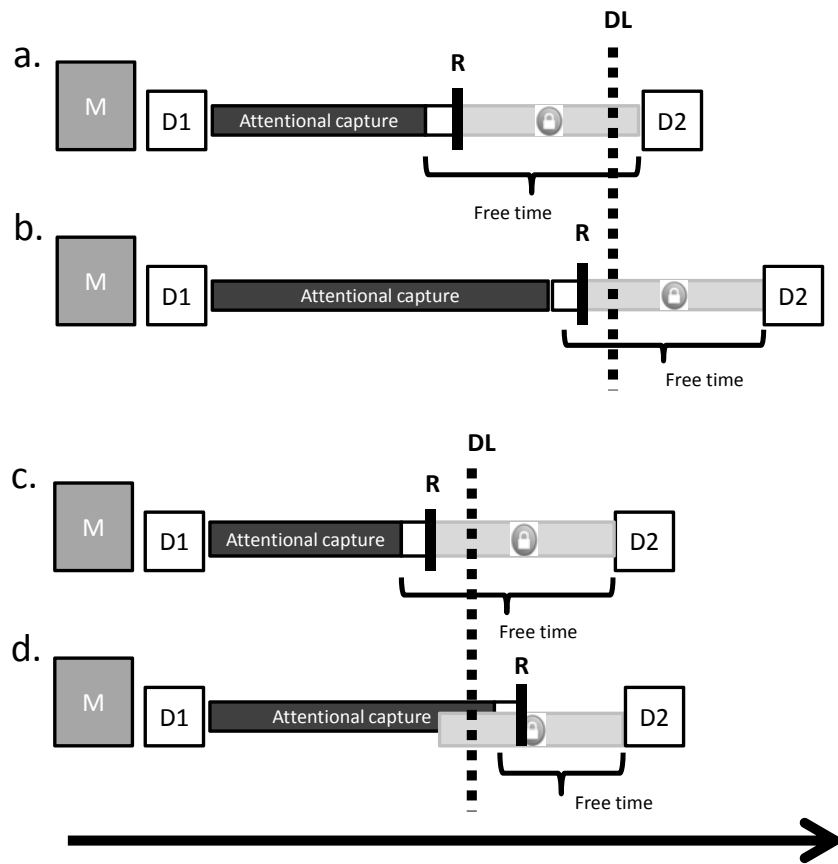 DL
a.
R
M
D1
Attentional capture
D2
Free time
b.
R
M
D1
Attentional capture
D2
Free time
DL
c.
R
M
D1
Attentional capture
D2
Free time
d.
R
M
D1
Attentional capture
D2
Free time